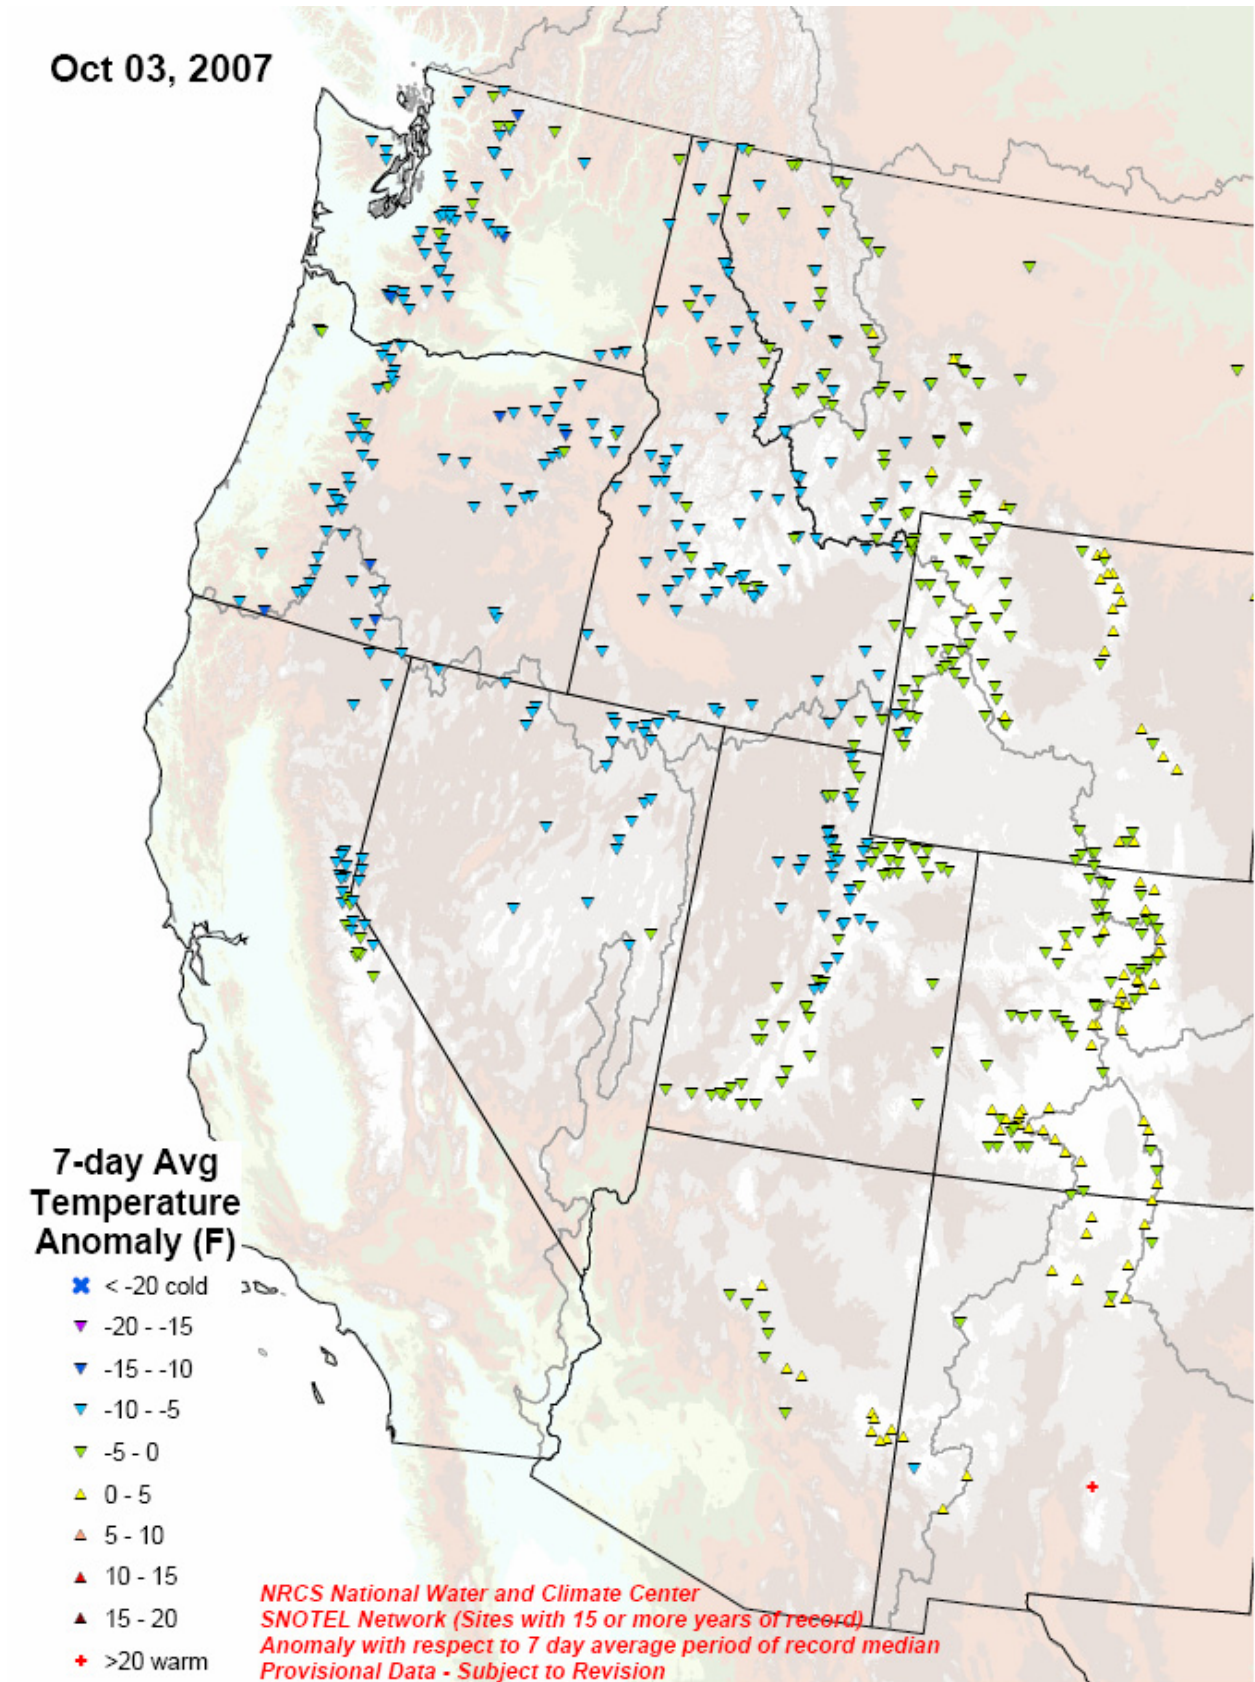 Oct 03, 2007
7-day Avg
Temperature
Anomaly (F)
< -20 cold
-20 - -15
-15 - -10
-10 - -5
-5 - 0
0 - 5
5 - 10
10 - 15
15 - 20
>20 warm
NRCS National Water and Climate Center
SNOTEL Network (Sites with 15 or more years of record)
Anomaly with respect to 7 day average period of record median
Provisional Data - Subject to Revision